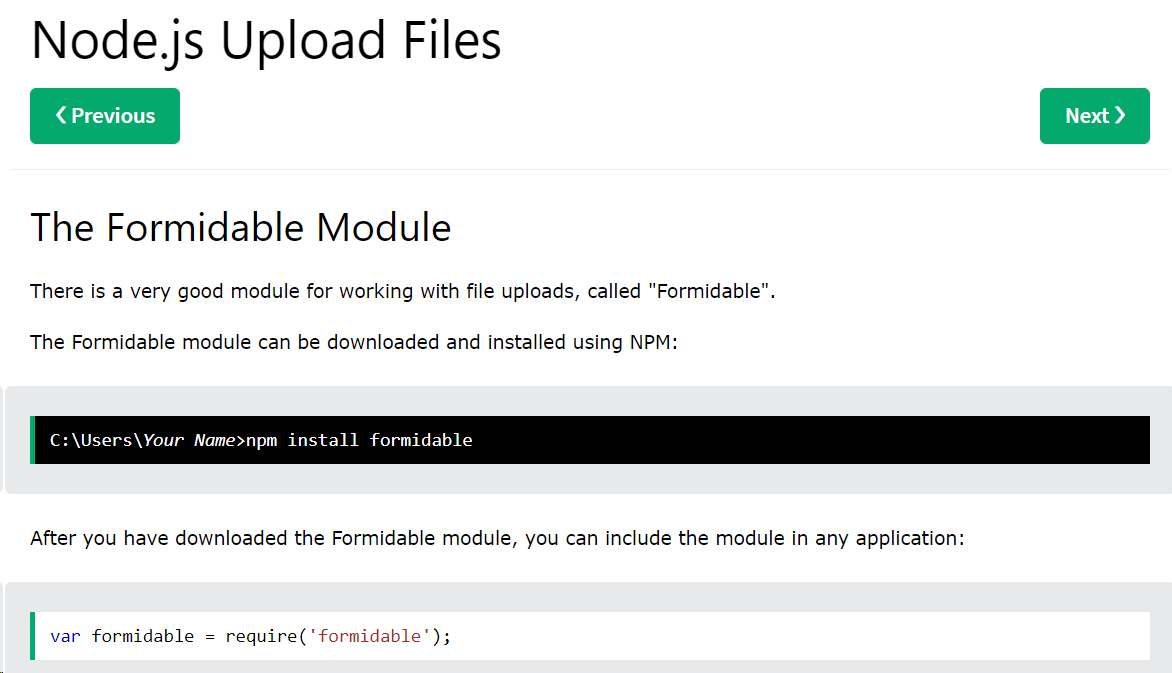 Node.js Upload Files
❮ Previous
Next ❯
The Formidable Module
There is a very good module for working with file uploads, called "Formidable".
The Formidable module can be downloaded and installed using NPM:
C:\Users\Your Name>npm install formidable
After you have downloaded the Formidable module, you can include the module in any application:
var formidable = require('formidable');